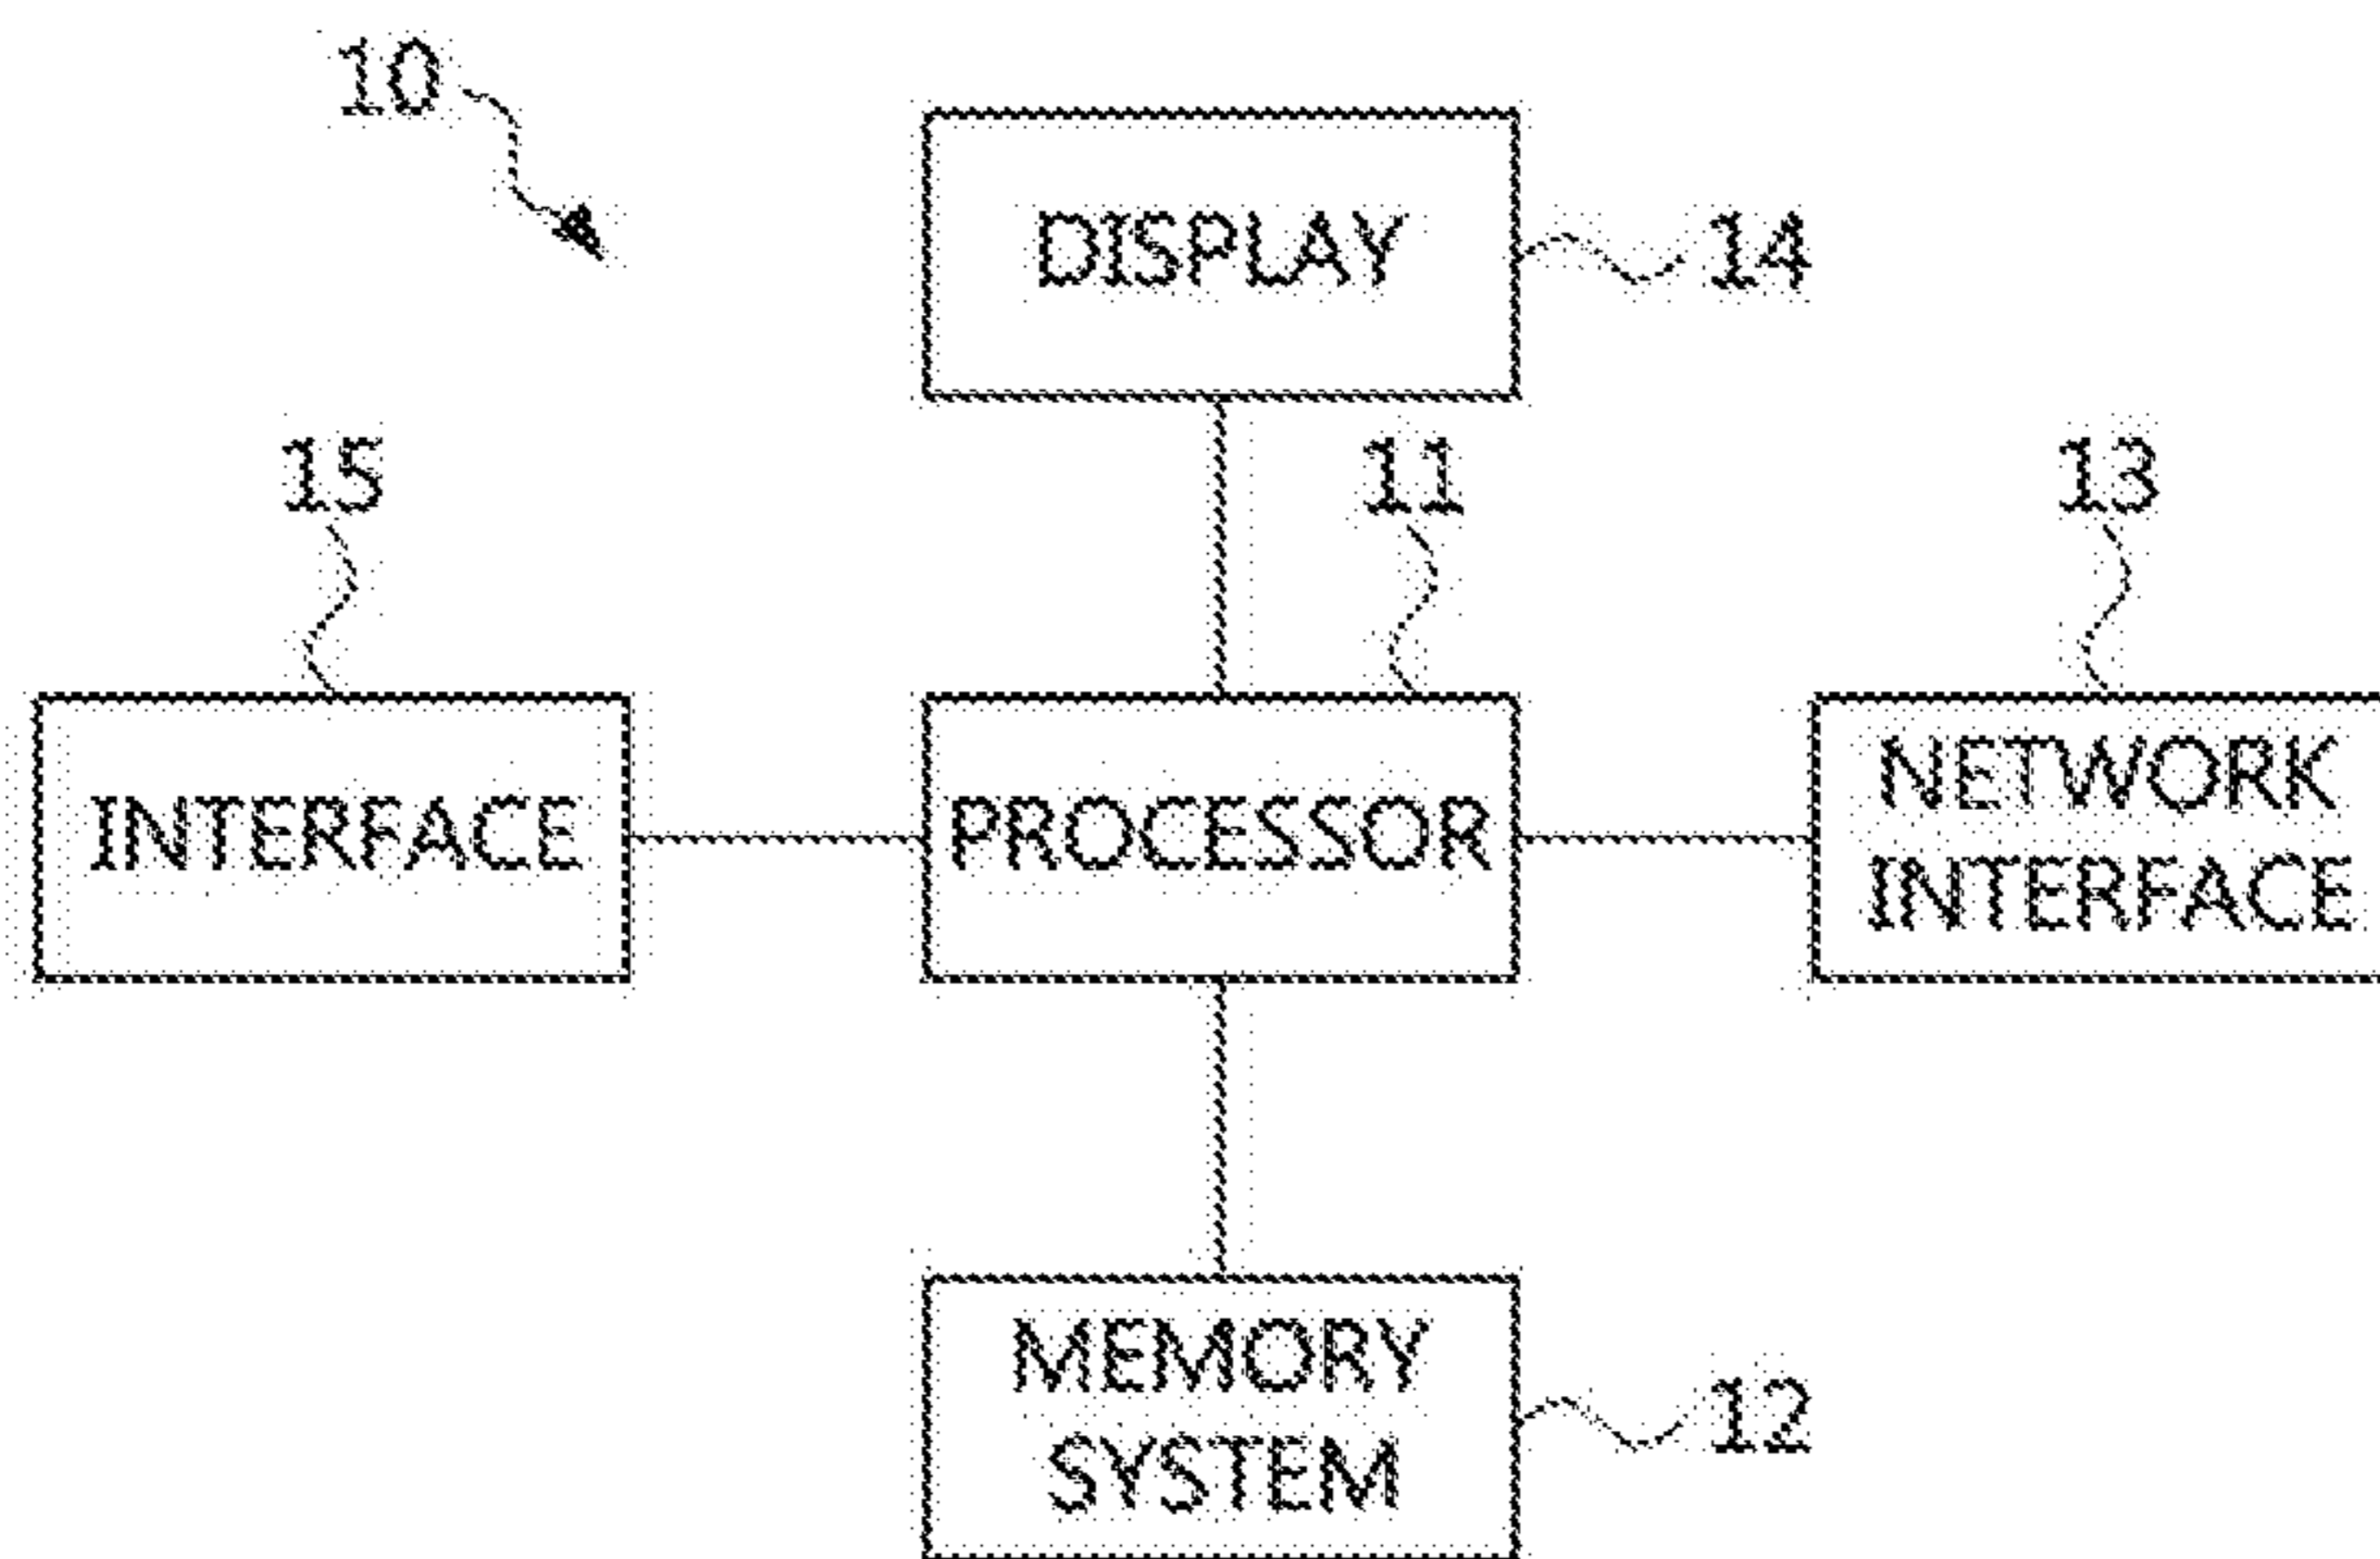 10
DISPLAY
14
15
11
13
INTERFACE
PROCESSOR
NETWORK
INTERFACE
MEMORY
SYSTEM
12